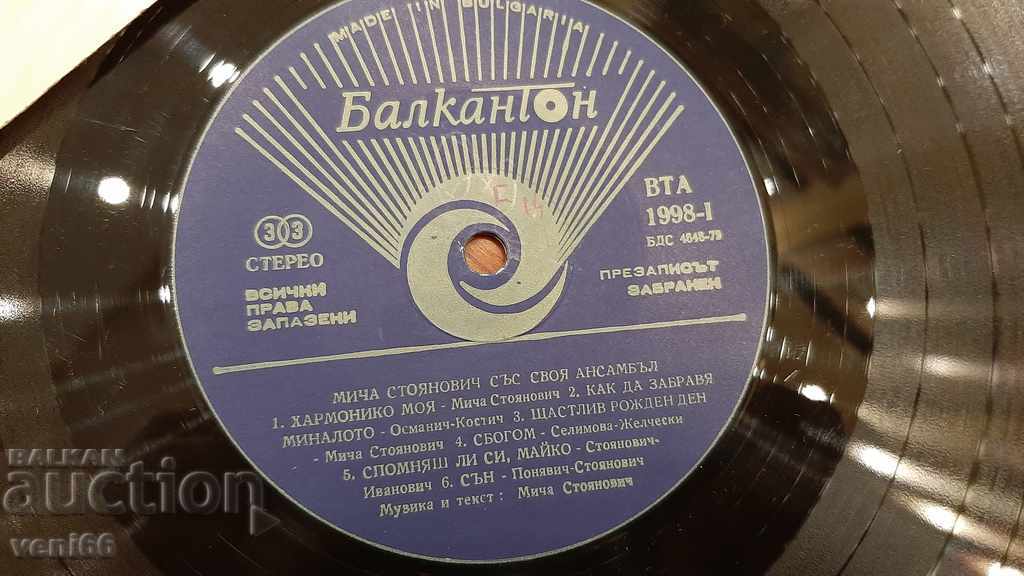 MADE IN BULGARIA
БалканТон
ВТА
1998-I
БДС 4848-79
33
СТЕРЕО
ВСИЧКИ
ПРАВА
ЗАПАЗЕНИ
ПРЕЗАПИСЪТ
ЗАБРАНЕН
МИЧА СТОЯНОВИЧ СЪС СВОЯ АНСАМБЪЛ
1. ХАРМОНИКО МОЯ - Мича Стоянович 2. КАК ДА ЗАБРАВЯ
МИНАЛОТО - Османич-Костич 3. ЩАСТЛИВ РОЖДЕН ДЕН
- Мича Стоянович 4. СБОГОМ - Селимова-Желчески
5. СПОМНЯШ ЛИ СИ, МАЙКО - Стоянович-
Иванович 6. СЪН - Понявич-Стоянович
Музика и текст : Мича Стоянович
BALKAN
auction
veni66